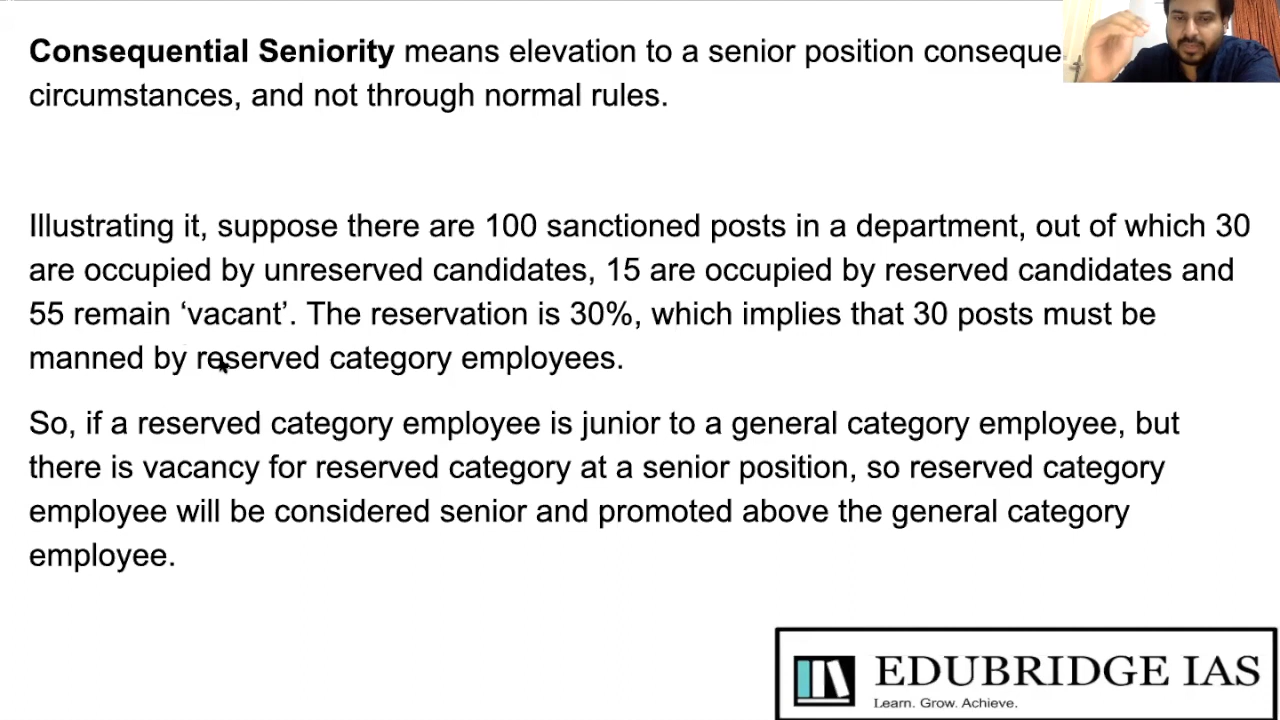 Consequential Seniority means elevation to a senior position
circumstances, and not through normal rules.
Illustrating it, suppose there are 100 sanctioned posts in a department, out of which 30
are occupied by unreserved candidates, 15 are occupied by reserved candidates and
55 remain ‘vacant’. The reservation is 30%, which implies that 30 posts must be
manned by reserved category employees.
So, if a reserved category employee is junior to a general category employee, but
there is vacancy for reserved category at a senior position, so reserved category
employee will be considered senior and promoted above the general category
employee.
EDUBRIDGE IAS
Learn. Grow. Achieve.